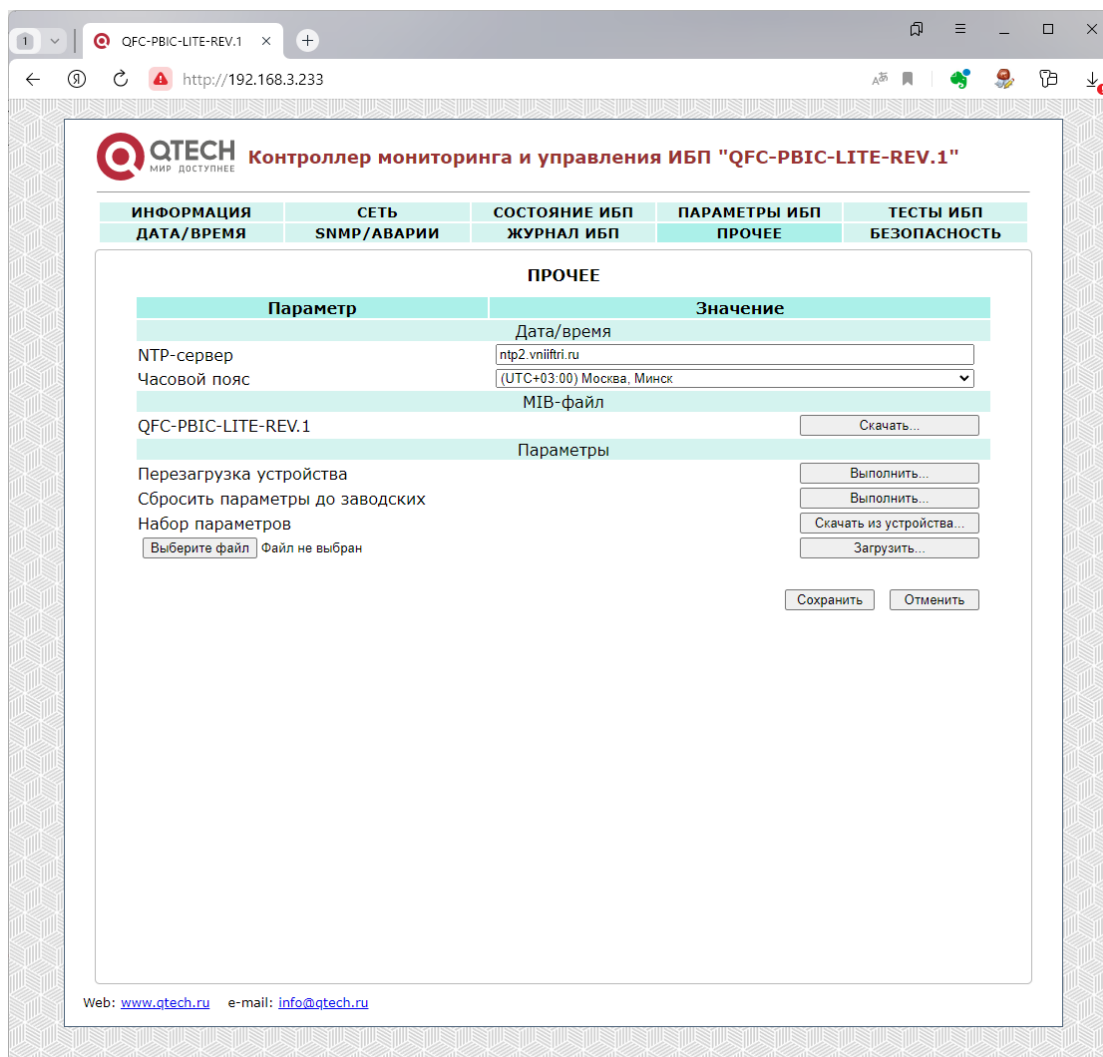 1
QFC-PBIC-LITE-REV.1
http://192.168.3.233
QTECH
МИР ДОСТУПНЕЕ
Контроллер мониторинга и управления ИБП "QFC-PBIC-LITE-REV.1"
ИНФОРМАЦИЯ СЕТЬ СОСТОЯНИЕ ИБП ПАРАМЕТРЫ ИБП ТЕСТЫ ИБП
ДАТА/ВРЕМЯ SNMP/АВАРИИ ЖУРНАЛ ИБП ПРОЧЕЕ БЕЗОПАСНОСТЬ
ПРОЧЕЕ
Параметр Значение
Дата/время
NTP-сервер ntp2.vniiftri.ru
Часовой пояс (UTC+03:00) Москва, Минск
MIB-файл
QFC-PBIC-LITE-REV.1 Скачать...
Параметры
Перезагрузка устройства Выполнить...
Сбросить параметры до заводских Выполнить...
Набор параметров Скачать из устройства...
Выберите файл Файл не выбран Загрузить...
Сохранить Отменить
Web: www.qtech.ru e-mail: info@qtech.ru